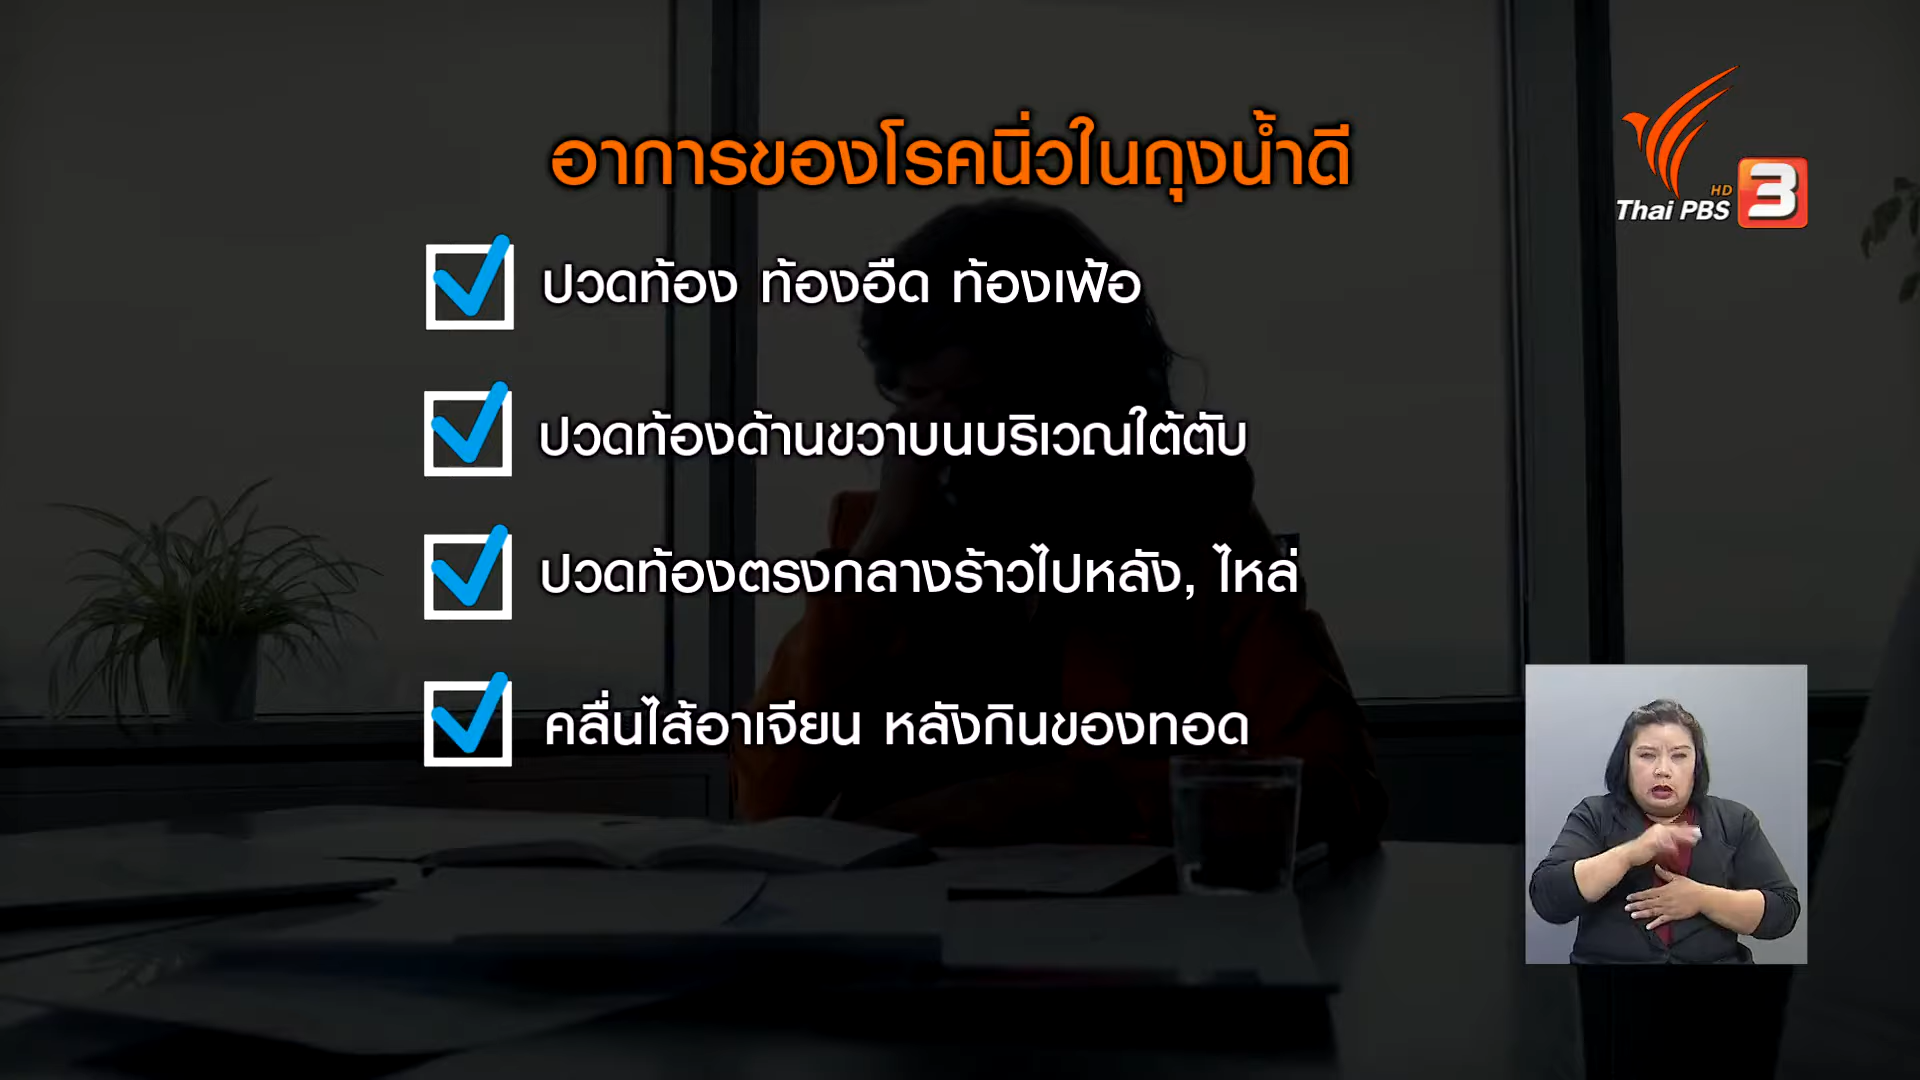 อาการของโรคนิ่วในถุงน้ำดี
ปวดท้อง ท้องอืด ท้องเฟ้อ
ปวดท้องด้านขวาบนบริเวณใต้ตับ
ปวดท้องตรงกลางร้าวไปหลัง, ไหล่
คลื่นไส้อาเจียน หลังกินของทอด
HD
Thai PBS 3